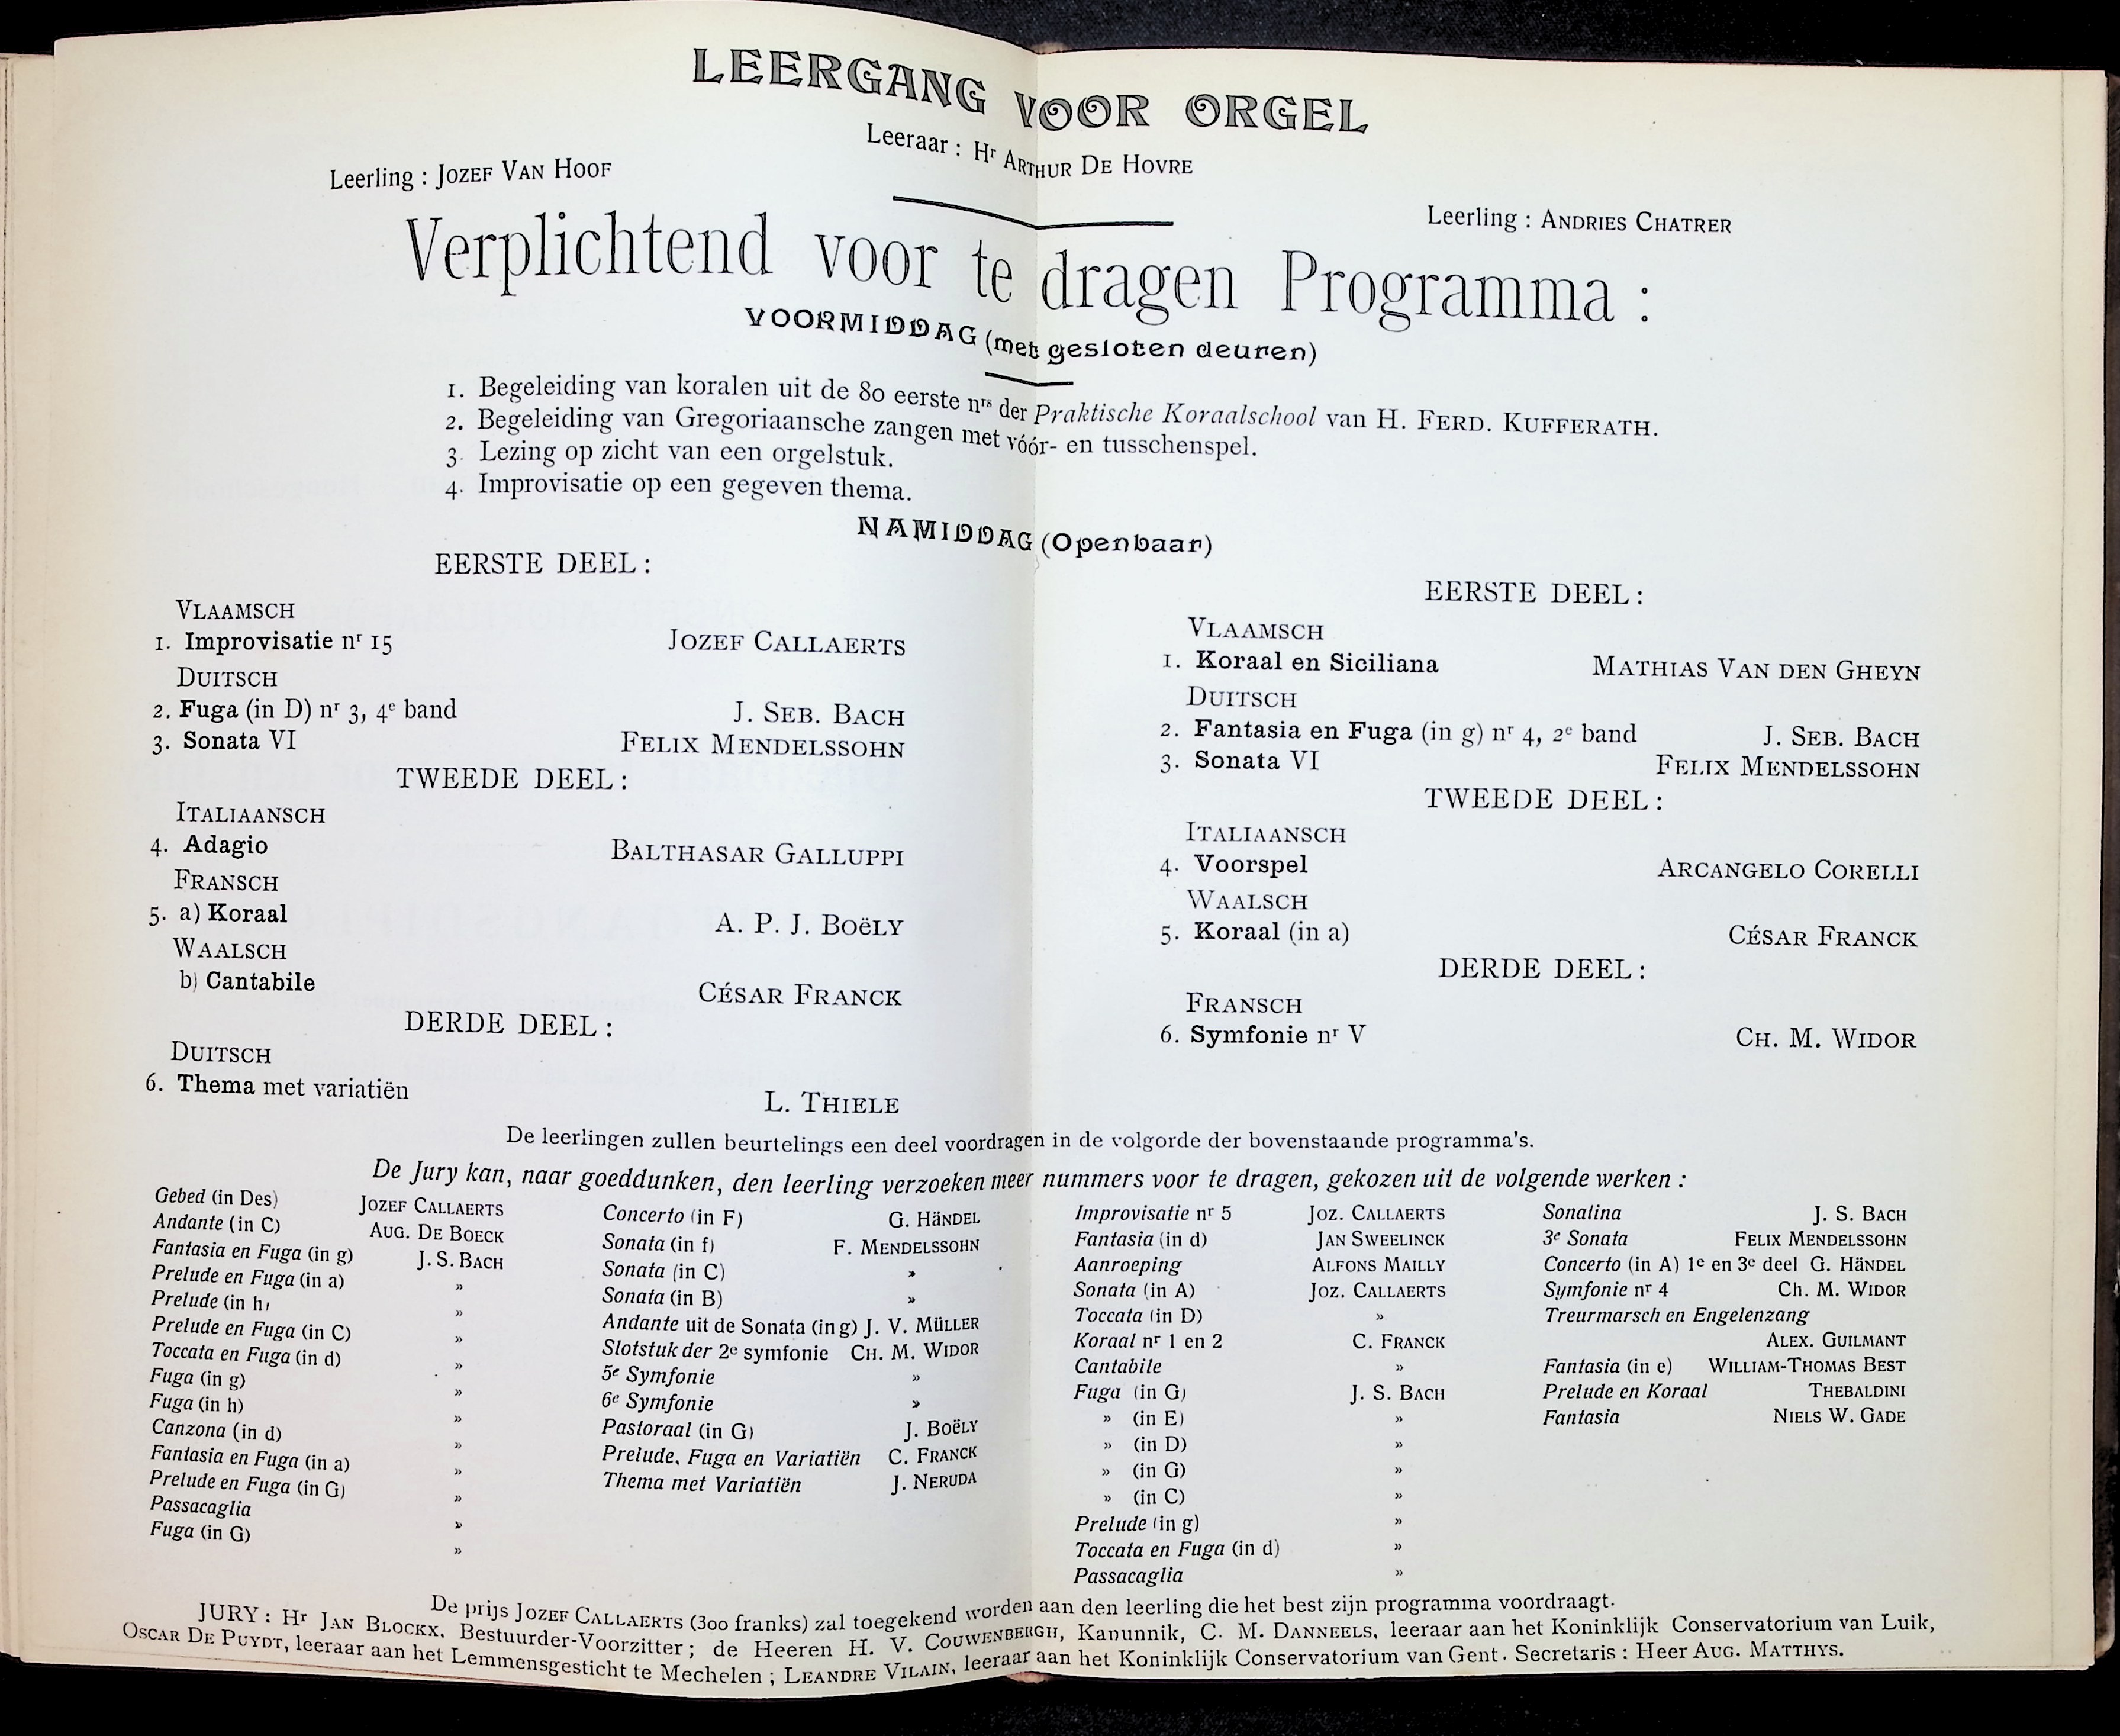 LEERGANG VOOR ORGEL
Leeraar : Hr ARTHUR DE HOVRE
Leerling : JOZEF VAN HOOF
Leerling : ANDRIES CHATRER
Verplichtend voor te dragen Programma :
VOORMIDDAG (met gesloten deuren)
1. Begeleiding van koralen uit de 80 eerste nrs der Praktische Koraalschool van H. FERD. KUFFERATH.
2. Begeleiding van Gregoriaansche zangen met vóór- en tusschenspel.
3. Lezing op zicht van een orgelstuk.
4. Improvisatie op een gegeven thema.
NAMIDDAG (Openbaar)
EERSTE DEEL :
VLAAMSCH
1. Improvisatie nr 15 JOZEF CALLAERTS
DUITSCH
2. Fuga (in D) nr 3, 4e band J. SEB. BACH
3. Sonata VI FELIX MENDELSSOHN
TWEEDE DEEL :
ITALIAANSCH
4. Adagio BALTHASAR GALLUPPI
FRANSCH
5. a) Koraal A. P. J. BOËLY
WAALSCH
b) Cantabile CÉSAR FRANCK
DERDE DEEL :
DUITSCH
6. Thema met variatiën L. THIELE
EERSTE DEEL :
VLAAMSCH
1. Koraal en Siciliana MATHIAS VAN DEN GHEYN
DUITSCH
2. Fantasia en Fuga (in g) nr 4, 2e band J. SEB. BACH
3. Sonata VI FELIX MENDELSSOHN
TWEEDE DEEL :
ITALIAANSCH
4. Voorspel ARCANGELO CORELLI
WAALSCH
5. Koraal (in a) CÉSAR FRANCK
DERDE DEEL :
FRANSCH
6. Symfonie nr V CH. M. WIDOR
De leerlingen zullen beurtelings een deel voordragen in de volgorde der bovenstaande programma's.
De Jury kan, naar goeddunken, den leerling verzoeken meer nummers voor te dragen, gekozen uit de volgende werken :
Gebed (in Des) JOZEF CALLAERTS
Andante (in C) AUG. DE BOECK
Fantasia en Fuga (in g) J. S. BACH
Prelude en Fuga (in a) »
Prelude (in h) »
Prelude en Fuga (in C) »
Toccata en Fuga (in d) »
Fuga (in g) »
Fuga (in h) »
Canzona (in d) »
Fantasia en Fuga (in a) »
Prelude en Fuga (in G) »
Passacaglia »
Fuga (in G) »
Concerto (in F) G. HÄNDEL
Sonata (in f) F. MENDELSSOHN
Sonata (in C) »
Sonata (in B) »
Andante uit de Sonata (in g) J. V. MÜLLER
Slotstuk der 2e symfonie CH. M. WIDOR
5e Symfonie »
6e Symfonie »
Pastoraal (in G) J. BOËLY
Prelude, Fuga en Variatiën C. FRANCK
Thema met Variatiën J. NERUDA
Improvisatie nr 5 JOZ. CALLAERTS
Fantasia (in d) JAN SWEELINCK
Aanroeping ALFONS MAILLY
Sonata (in A) JOZ. CALLAERTS
Toccata (in D) »
Koraal nr 1 en 2 C. FRANCK
Cantabile »
Fuga (in G) J. S. BACH
» (in E) »
» (in D) »
» (in G) »
» (in C) »
Prelude (in g) »
Toccata en Fuga (in d) »
Passacaglia »
Sonatina J. S. BACH
3e Sonata FELIX MENDELSSOHN
Concerto (in A) 1e en 3e deel G. HÄNDEL
Symfonie nr 4 CH. M. WIDOR
Treurmarsch en Engelenzang
ALEX. GUILMANT
Fantasia (in e) WILLIAM-THOMAS BEST
Prelude en Koraal THEBALDINI
Fantasia NIELS W. GADE
De prijs JOZEF CALLAERTS (300 franks) zal toegekend worden aan den leerling die het best zijn programma voordraagt.
JURY : Hr JAN BLOCKX, Bestuurder-Voorzitter ; de Heeren H. V. COUWENBERGH, Kanunnik, C. M. DANNEELS, leeraar aan het Koninklijk Conservatorium van Luik,
OSCAR DE PUYDT, leeraar aan het Lemmensgesticht te Mechelen ; LEANDRE VILAIN, leeraar aan het Koninklijk Conservatorium van Gent. Secretaris : Heer AUG. MATTHYS.